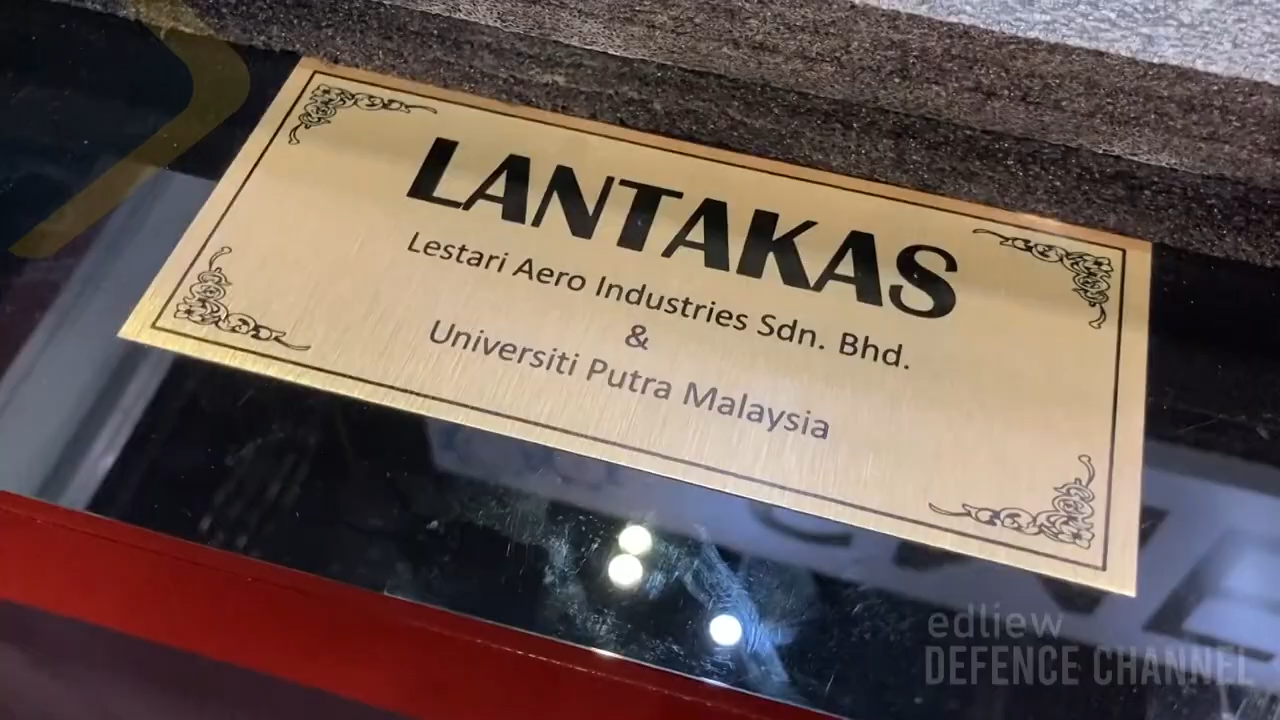 LANTAKAS
Lestari Aero Industries Sdn. Bhd.
&
Universiti Putra Malaysia
edliew
DEFENCE CHANNEL